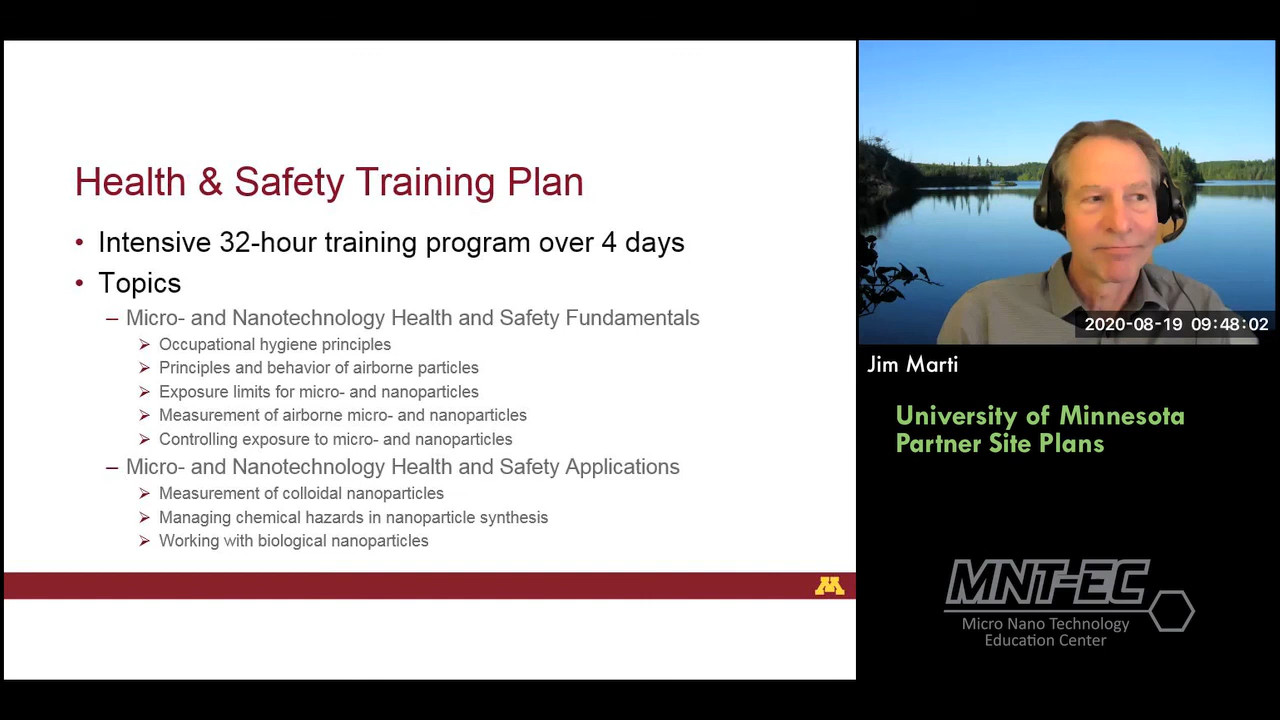 Health & Safety Training Plan
• Intensive 32-hour training program over 4 days
• Topics
– Micro- and Nanotechnology Health and Safety Fundamentals
➢ Occupational hygiene principles
➢ Principles and behavior of airborne particles
➢ Exposure limits for micro- and nanoparticles
➢ Measurement of airborne micro- and nanoparticles
➢ Controlling exposure to micro- and nanoparticles
– Micro- and Nanotechnology Health and Safety Applications
➢ Measurement of colloidal nanoparticles
➢ Managing chemical hazards in nanoparticle synthesis
➢ Working with biological nanoparticles
M
2020-08-19 09:48:02
Jim Marti
University of Minnesota
Partner Site Plans
MNT-EC
Micro Nano Technology
Education Center